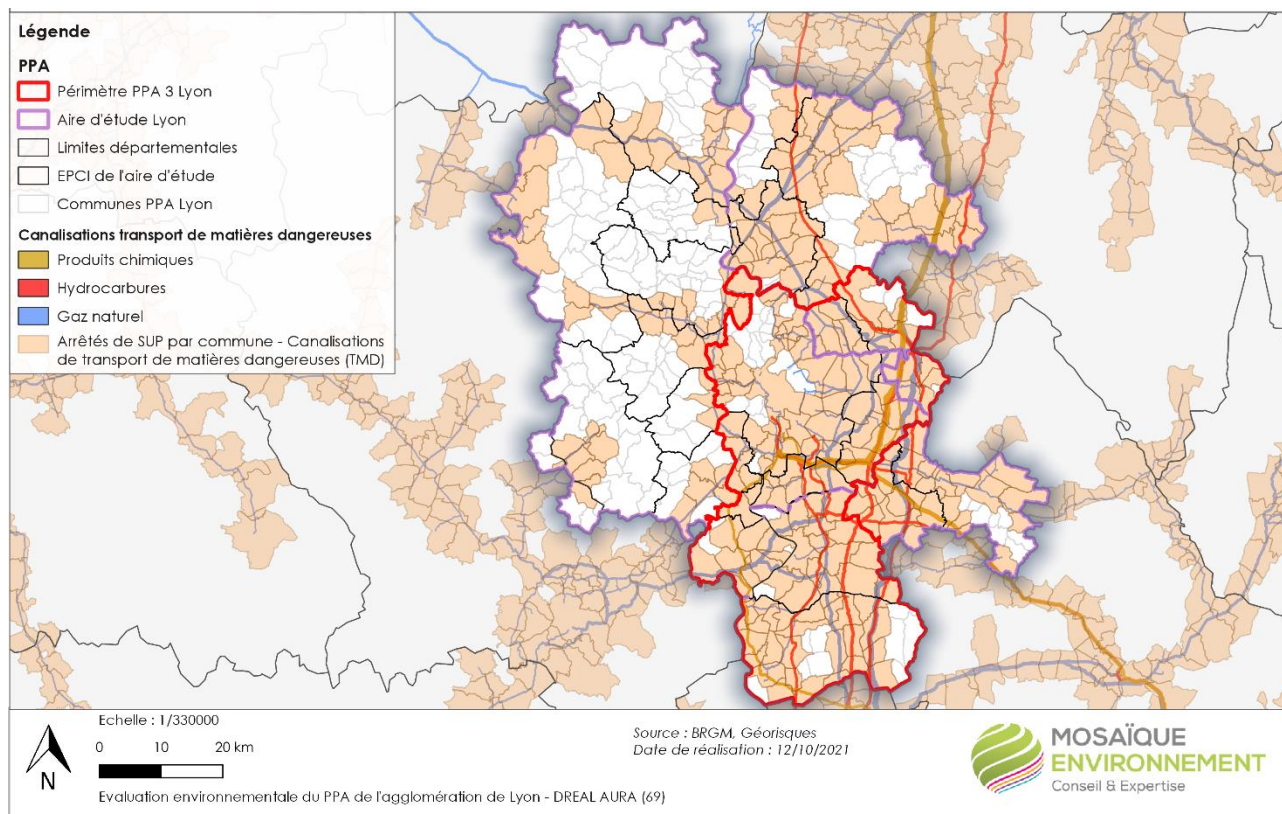 Légende
PPA
Périmètre PPA 3 Lyon
Aire d'étude Lyon
Limites départementales
EPCI de l'aire d'étude
Communes PPA Lyon
Canalisations transport de matières dangereuses
Produits chimiques
Hydrocarbures
Gaz naturel
Arrêtés de SUP par commune - Canalisations
de transport de matières dangereuses (TMD)
Echelle : 1/330000
0 10 20 km
N
Evaluation environnementale du PPA de l'agglomération de Lyon - DREAL AURA (69)
Source : BRGM, Géorisques
Date de réalisation : 12/10/2021
MOSAÏQUE
ENVIRONNEMENT
Conseil & Expertise